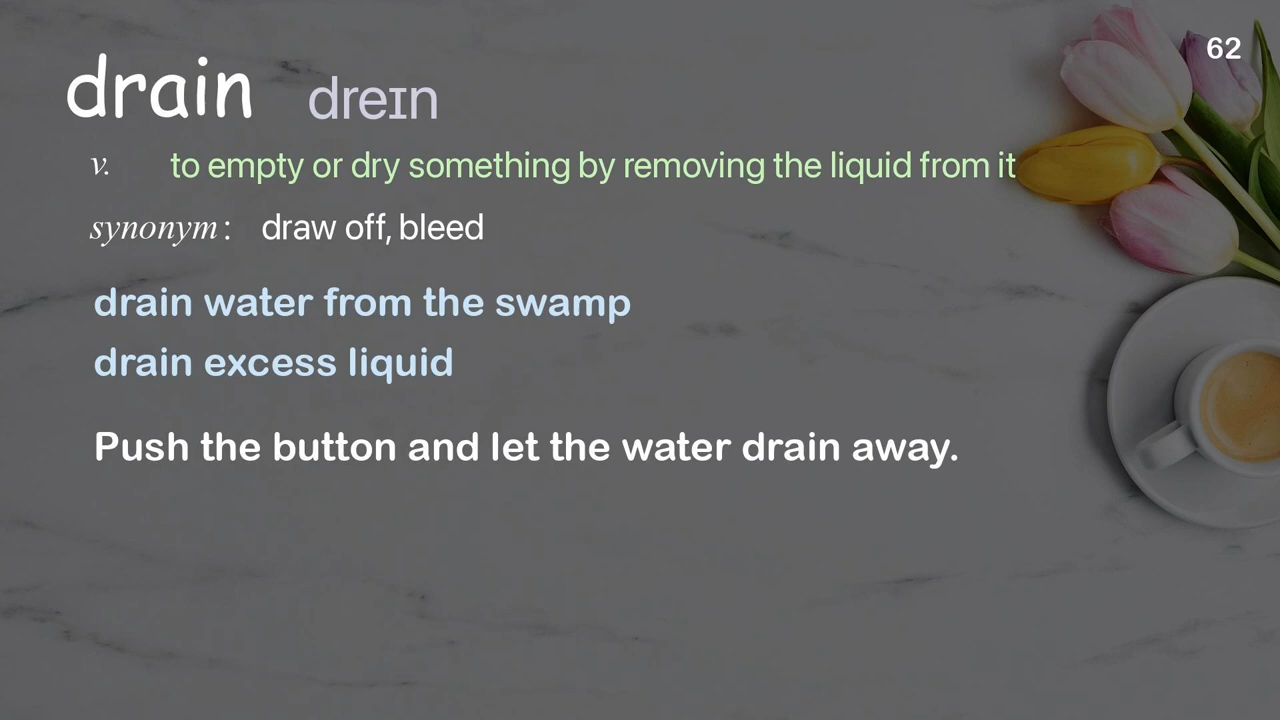 62
drain dreɪn
v. to empty or dry something by removing the liquid from it
synonym : draw off, bleed
drain water from the swamp
drain excess liquid
Push the button and let the water drain away.